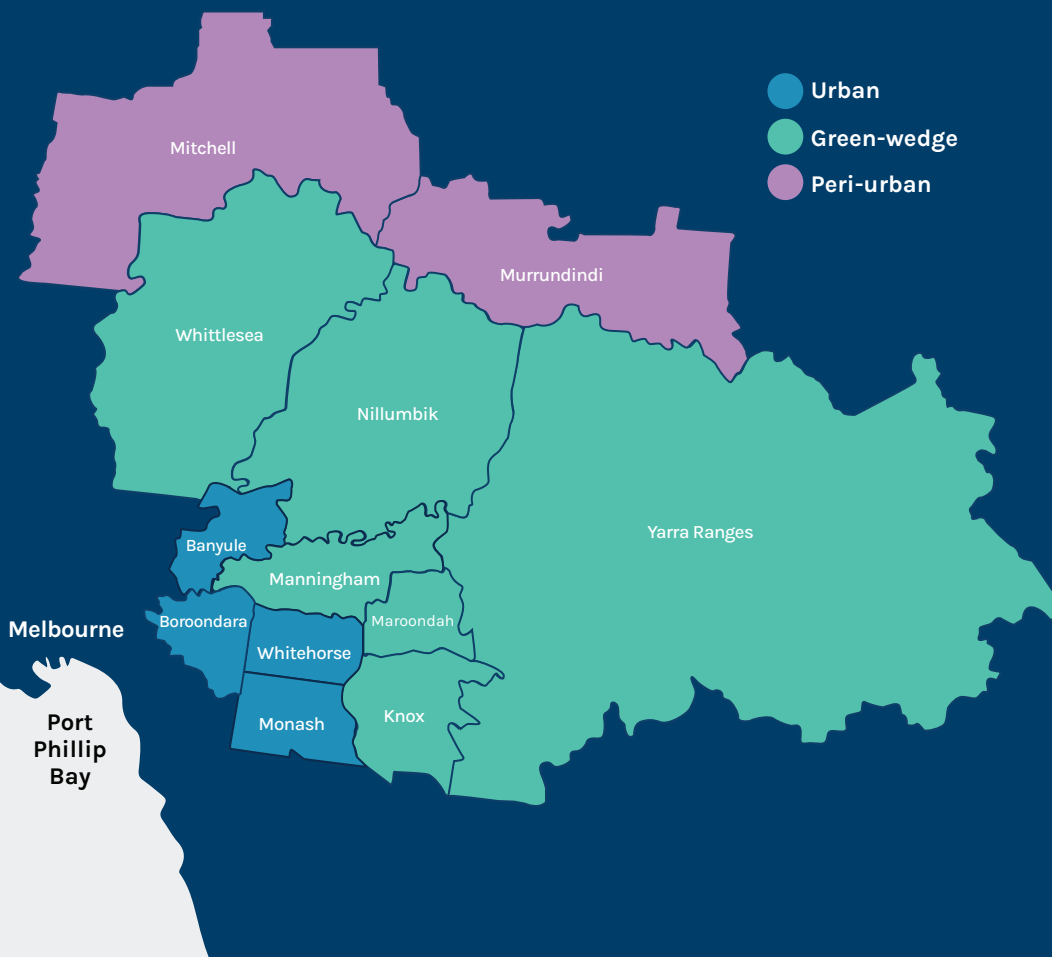 Urban
Green-wedge
Peri-urban
Mitchell
Murrundindi
Whittlesea
Nillumbik
Yarra Ranges
Banyule
Manningham
Melbourne
Boroondara
Maroondah
Whitehorse
Port
Phillip
Bay
Monash
Knox